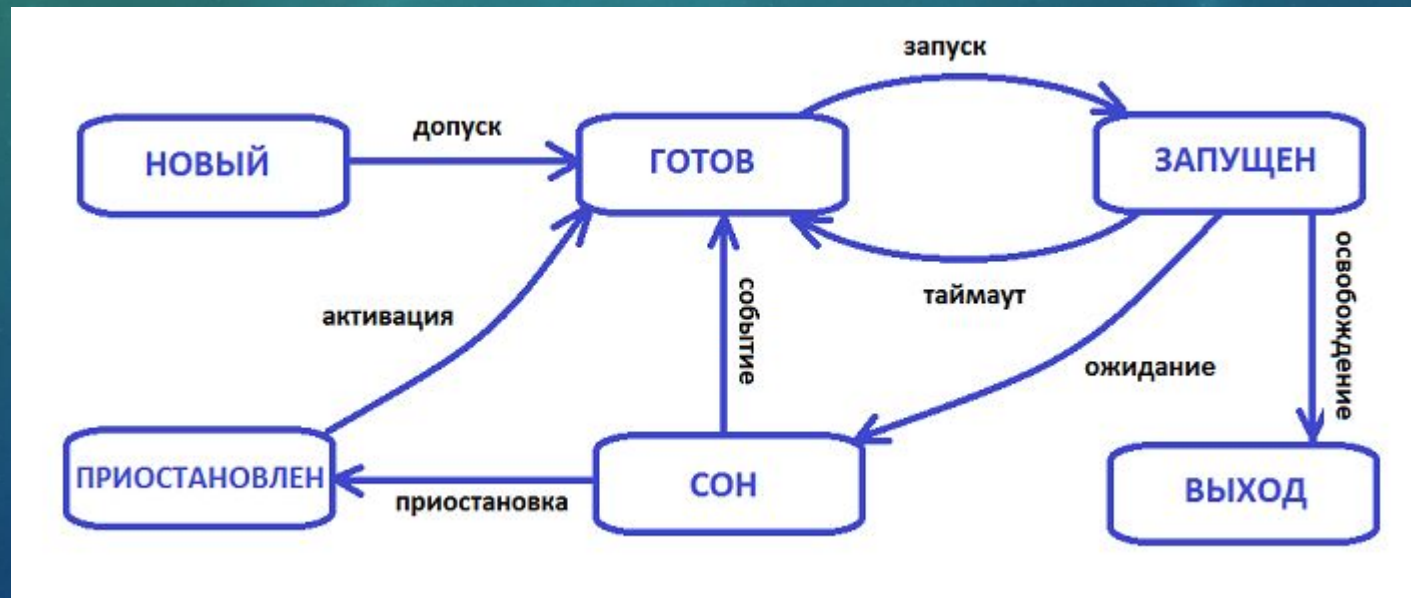 запуск
допуск
НОВЫЙ
ГОТОВ
ЗАПУЩЕН
освобождение
событие
таймаут
активация
ожидание
ПРИОСТАНОВЛЕН
СОН
ВЫХОД
приостановка